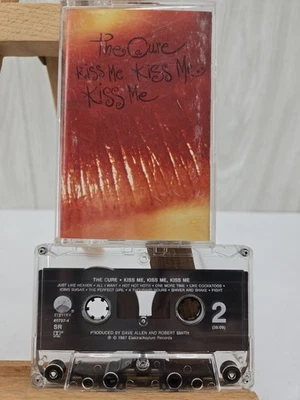 The Cure
Kiss Me Kiss Me
Kiss Me
THE CURE • KISS ME, KISS ME, KISS ME
JUST LIKE HEAVEN • ALL I WANT • HOT HOT HOT!!! • ONE MORE TIME • LIKE COCKATOOS •
ICING SUGAR • THE PERFECT GIRL • A THOUSAND HOURS • SHIVER AND SHAKE • FIGHT
SR
2
PRODUCED BY DAVE ALLEN AND ROBERT SMITH
℗ © 1987 Elektra/Asylum Records